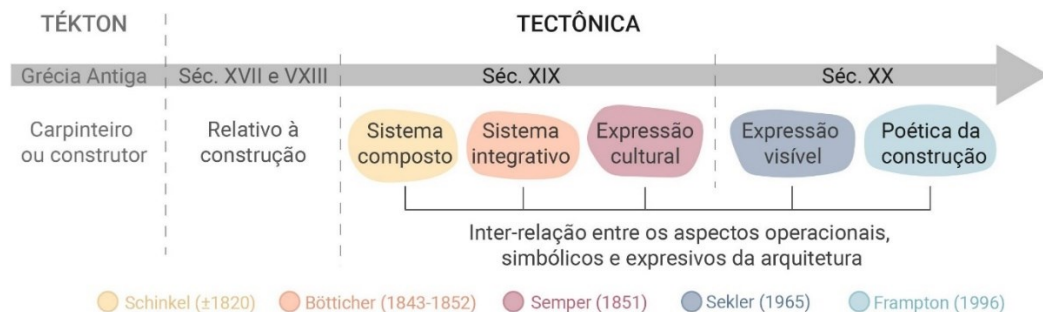 TÉKTON
TECTÔNICA
Grécia Antiga
Séc. XVII e VXIII
Séc. XIX
Séc. XX
Carpinteiro
ou construtor
Relativo à
construção
Sistema
composto
Sistema
integrativo
Expressão
cultural
Expressão
visível
Poética da
construção
Inter-relação entre os aspectos operacionais,
simbólicos e expresivos da arquitetura
Schinkel (±1820)
Bötticher (1843-1852)
Semper (1851)
Sekler (1965)
Frampton (1996)